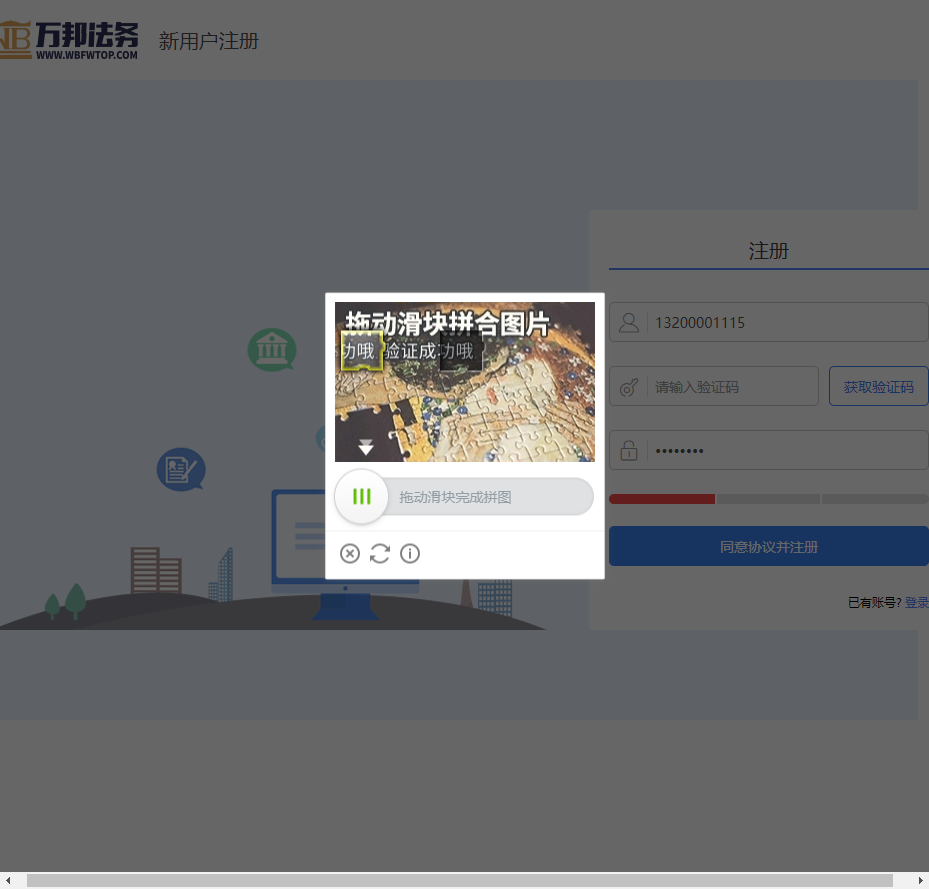 万邦法务
WWW.WBFWTOP.COM
新用户注册
注册
13200001115
请输入验证码
获取验证码
••••••••
同意协议并注册
已有账号? 登录
拖动滑块拼合图片
功哦 验证成功哦
拖动滑块完成拼图